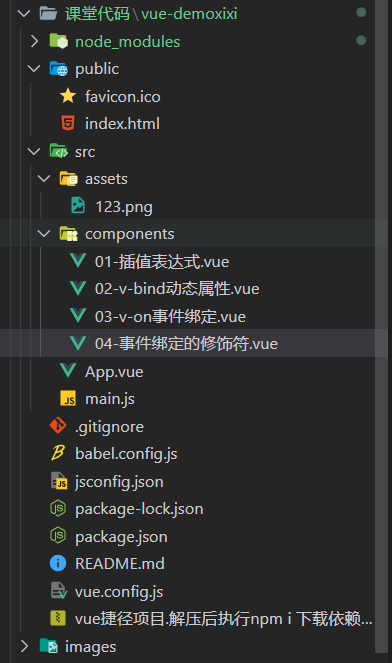 课堂代码\vue-demoxixi
node_modules
public
favicon.ico
index.html
src
assets
123.png
components
01-插值表达式.vue
02-v-bind动态属性.vue
03-v-on事件绑定.vue
04-事件绑定的修饰符.vue
App.vue
JS main.js
.gitignore
babel.config.js
JS jsconfig.json
package-lock.json
package.json
README.md
vue.config.js
vue捷径项目.解压后执行npm i 下载依赖...
images